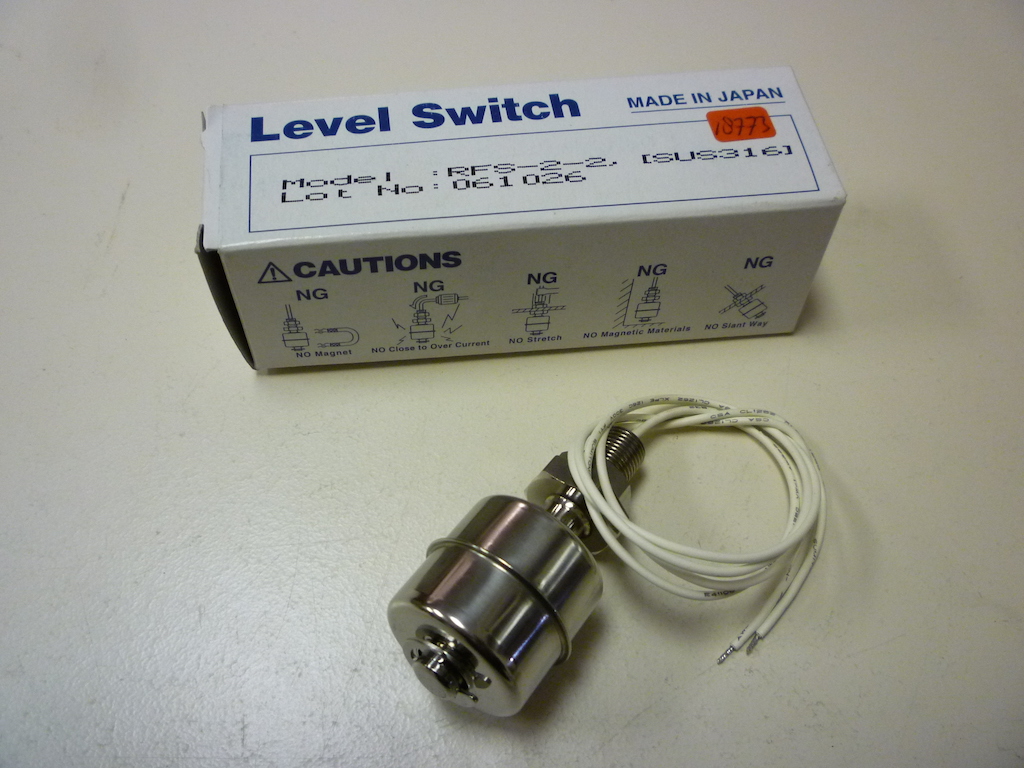 Level Switch
MADE IN JAPAN
18773
Model :RFS-2-2, [SUS316]
Lot No:061026
CAUTIONS
NG
NG
NG
NG
NG
NO Magnet
NO Close to Over Current
NO Stretch
NO Magnetic Materials
NO Slant Way